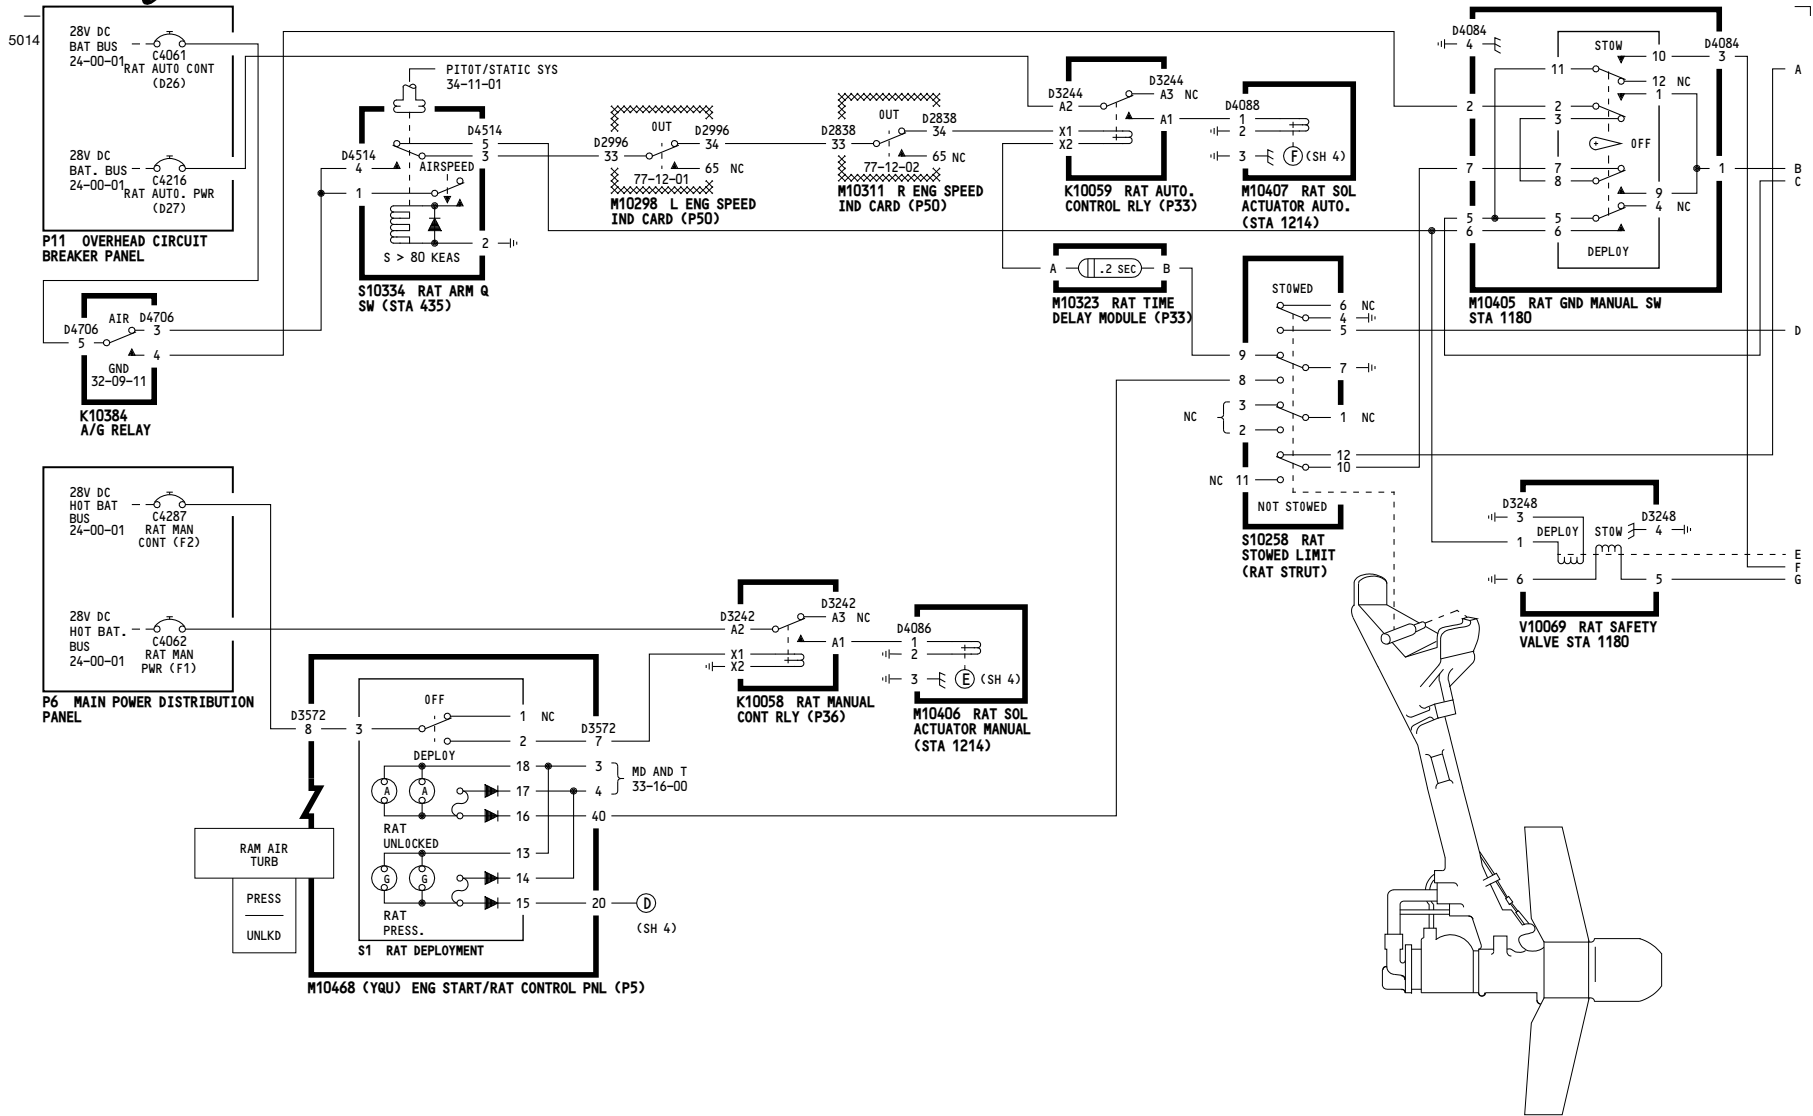 5014
28V DC
BAT BUS
24-00-01
C4061
RAT AUTO CONT
(D26)
28V DC
BAT. BUS
24-00-01
C4216
RAT AUTO. PWR
(D27)
P11 OVERHEAD CIRCUIT
BREAKER PANEL
D4706
AIR
D4706
5
3
4
GND
32-09-11
K10384
A/G RELAY
PITOT/STATIC SYS
34-11-01
D4514
D4514
5
3
4
AIRSPEED
1
2
S > 80 KEAS
S10334 RAT ARM Q
SW (STA 435)
OUT
D2996
D2996
33
34
65 NC
77-12-01
M10298 L ENG SPEED
IND CARD (P50)
OUT
D2838
D2838
33
34
65 NC
77-12-02
M10311 R ENG SPEED
IND CARD (P50)
D3244
D3244
A2
A3 NC
A1
X1
X2
K10059 RAT AUTO.
CONTROL RLY (P33)
D4088
1
2
3
F (SH 4)
M10407 RAT SOL
ACTUATOR AUTO.
(STA 1214)
A
.2 SEC
B
M10323 RAT TIME
DELAY MODULE (P33)
STOWED
6 NC
4
5
9
7
8
NC
3
1 NC
2
12
10
NC 11
NOT STOWED
S10258 RAT
STOWED LIMIT
(RAT STRUT)
D4084
4
STOW
D4084
10
3
11
12 NC
1
2
2
3
+
OFF
7
7
8
1
9
4 NC
5
5
6
6
DEPLOY
M10405 RAT GND MANUAL SW
STA 1180
A
B
C
D
E
F
G
D3248
3
DEPLOY
STOW
D3248
4
1
6
5
V10069 RAT SAFETY
VALVE STA 1180
28V DC
HOT BAT
BUS
24-00-01
C4287
RAT MAN
CONT (F2)
28V DC
HOT BAT.
BUS
24-00-01
C4062
RAT MAN
PWR (F1)
P6 MAIN POWER DISTRIBUTION
PANEL
D3242
D3242
A2
A3 NC
A1
X1
X2
K10058 RAT MANUAL
CONT RLY (P36)
D4086
1
2
3
E (SH 4)
M10406 RAT SOL
ACTUATOR MANUAL
(STA 1214)
D3572
8
3
OFF
1 NC
D3572
2
7
DEPLOY
18
3
MD AND T
33-16-00
A
A
17
4
16
40
RAT
UNLOCKED
13
G
G
14
15
20
D
(SH 4)
RAT
PRESS.
S1 RAT DEPLOYMENT
M10468 (YQU) ENG START/RAT CONTROL PNL (P5)
RAM AIR
TURB
PRESS
UNLKD